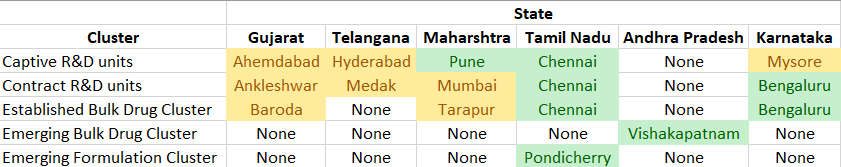 State
Cluster Gujarat Telangana Maharshtra Tamil Nadu Andhra Pradesh Karnataka
Captive R&D units Ahemdabad Hyderabad Pune Chennai None Mysore
Contract R&D units Ankleshwar Medak Mumbai Chennai None Bengaluru
Established Bulk Drug Cluster Baroda None Tarapur Chennai None Bengaluru
Emerging Bulk Drug Cluster None None None None Vishakapatnam None
Emerging Formulation Cluster None None None Pondicherry None None